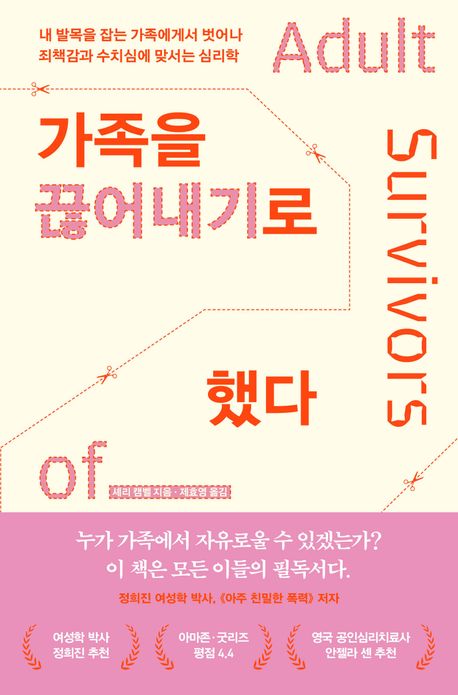 내 발목을 잡는 가족에게서 벗어나
죄책감과 수치심에 맞서는 심리학
Adult
Survivors
of
가족을
끊어내기로
했다
셰리 캠벨 지음 · 제효영 옮김
누가 가족에서 자유로울 수 있겠는가?
이 책은 모든 이들의 필독서다.
정희진 여성학 박사, 《아주 친밀한 폭력》 저자
여성학 박사
정희진 추천
아마존·굿리즈
평점 4.4
영국 공인심리치료사
안젤라 센 추천